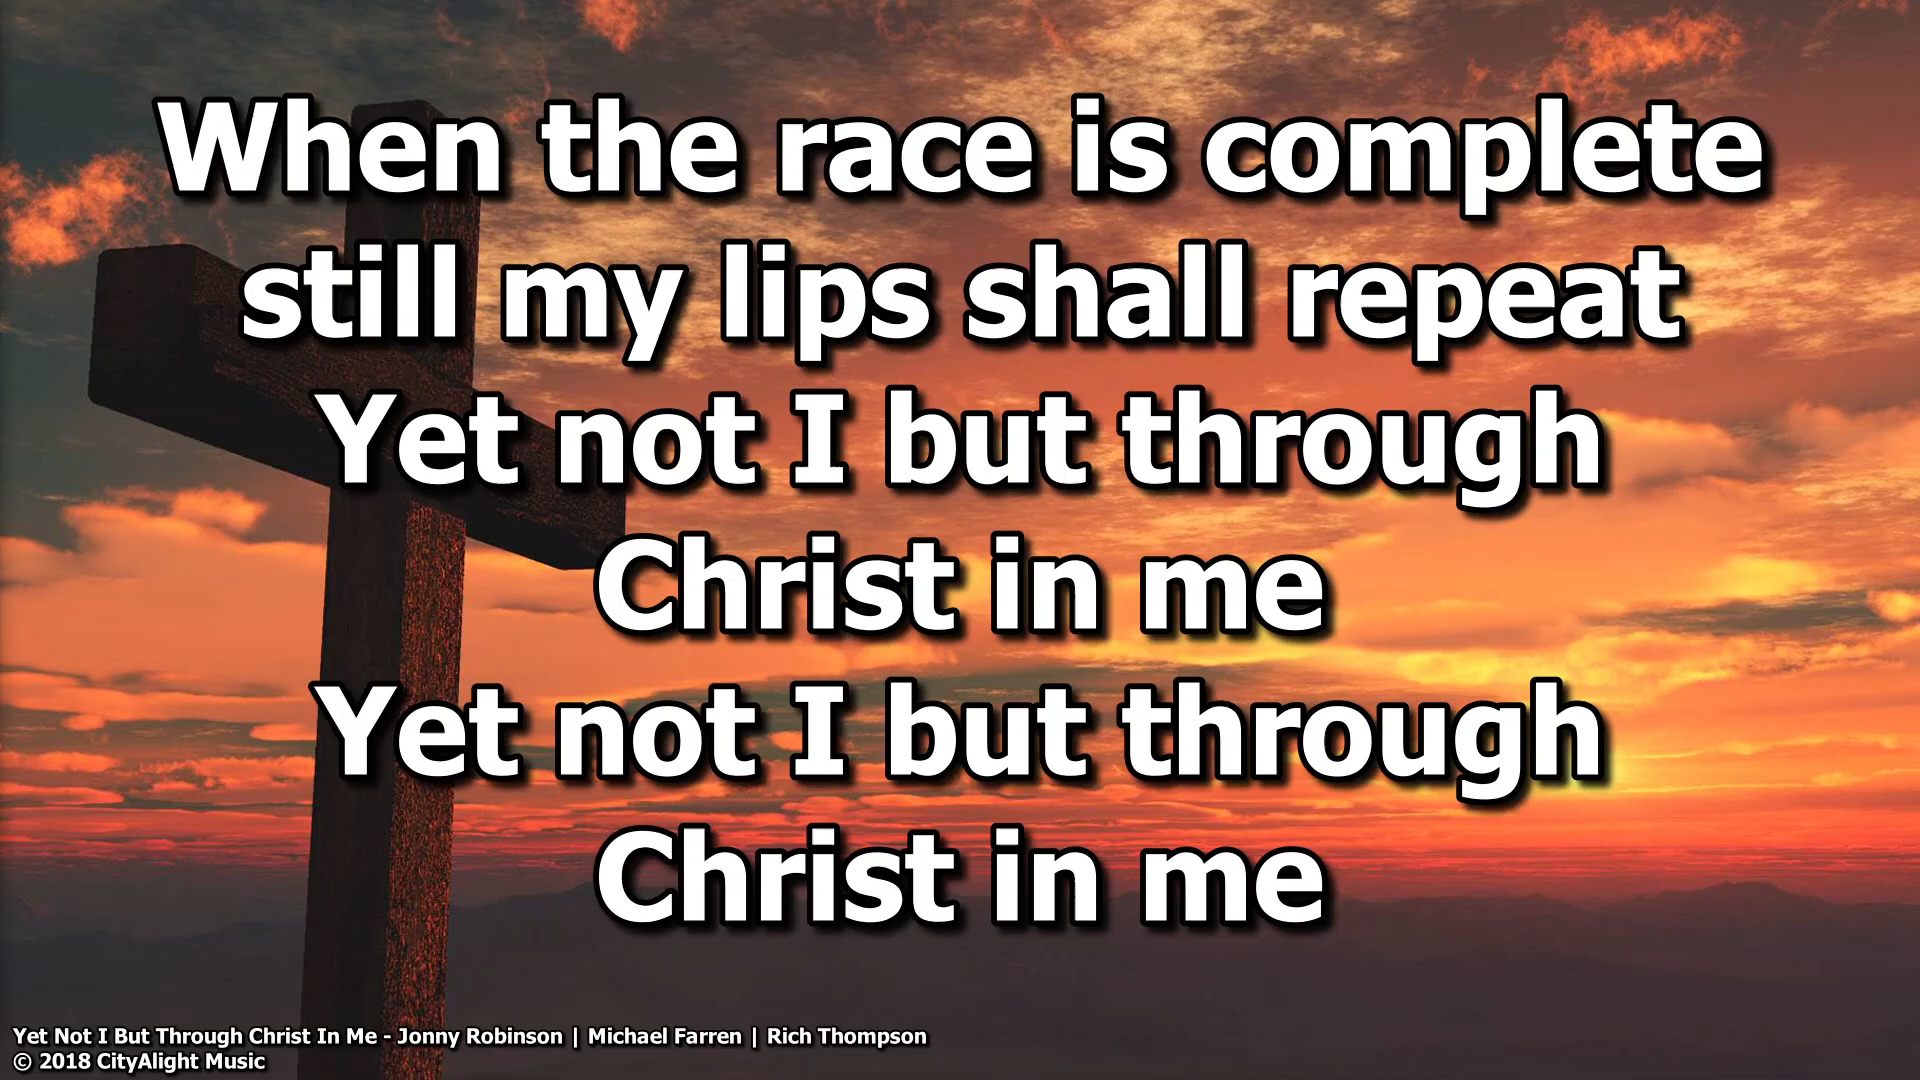 When the race is complete
still my lips shall repeat
Yet not I but through
Christ in me
Yet not I but through
Christ in me
Yet Not I But Through Christ In Me - Jonny Robinson | Michael Farren | Rich Thompson
© 2018 CityAlight Music